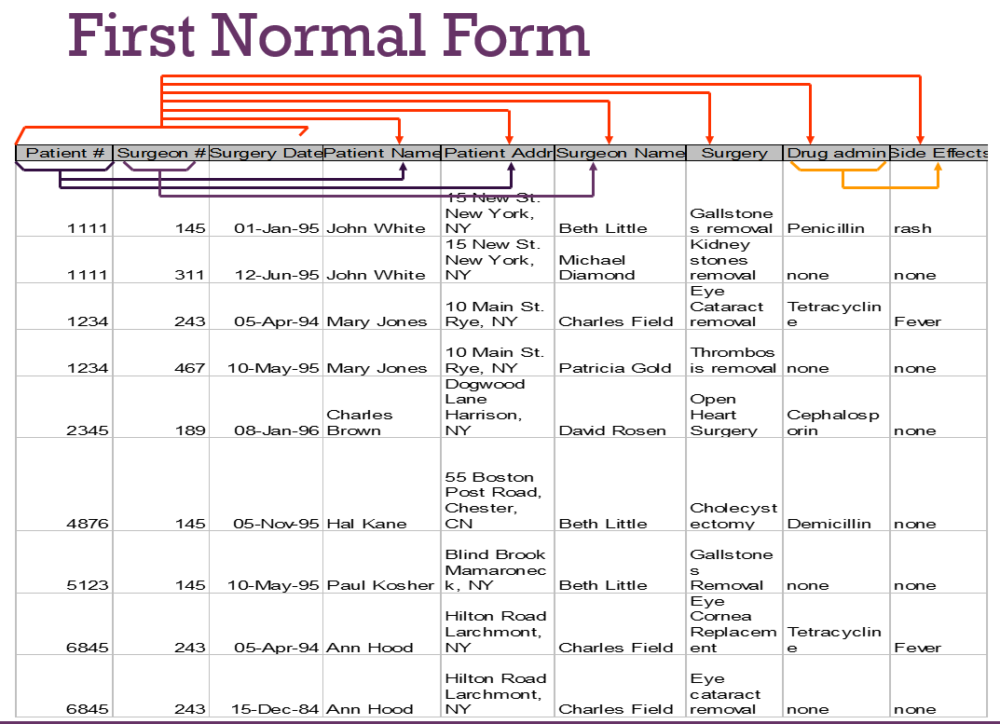 First Normal Form
Patient # Surgeon # Surgery Date Patient Name Patient Addr Surgeon Name Surgery Drug admin Side Effects
1111
145
01-Jan-95
John White
15 New St.
New York,
NY
Beth Little
Gallstone
s removal
Penicillin
rash
1111
311
12-Jun-95
John White
15 New St.
New York,
NY
Michael
Diamond
Kidney
stones
removal
none
none
1234
243
05-Apr-94
Mary Jones
10 Main St.
Rye, NY
Charles Field
Eye
Cataract
removal
Tetracyclin
e
Fever
1234
467
10-May-95
Mary Jones
10 Main St.
Rye, NY
Patricia Gold
Thrombos
is removal
none
none
2345
189
08-Jan-96
Charles
Brown
Dogwood
Lane
Harrison,
NY
David Rosen
Open
Heart
Surgery
Cephalosp
orin
none
4876
145
05-Nov-95
Hal Kane
55 Boston
Post Road,
Chester,
CN
Beth Little
Cholecyst
ectomy
Demicillin
none
5123
145
10-May-95
Paul Kosher
Blind Brook
Mamaronec
k, NY
Beth Little
Gallstone
s
Removal
none
none
6845
243
05-Apr-94
Ann Hood
Hilton Road
Larchmont,
NY
Charles Field
Eye
Cornea
Replacem
ent
Tetracyclin
e
Fever
6845
243
15-Dec-84
Ann Hood
Hilton Road
Larchmont,
NY
Charles Field
Eye
cataract
removal
none
none